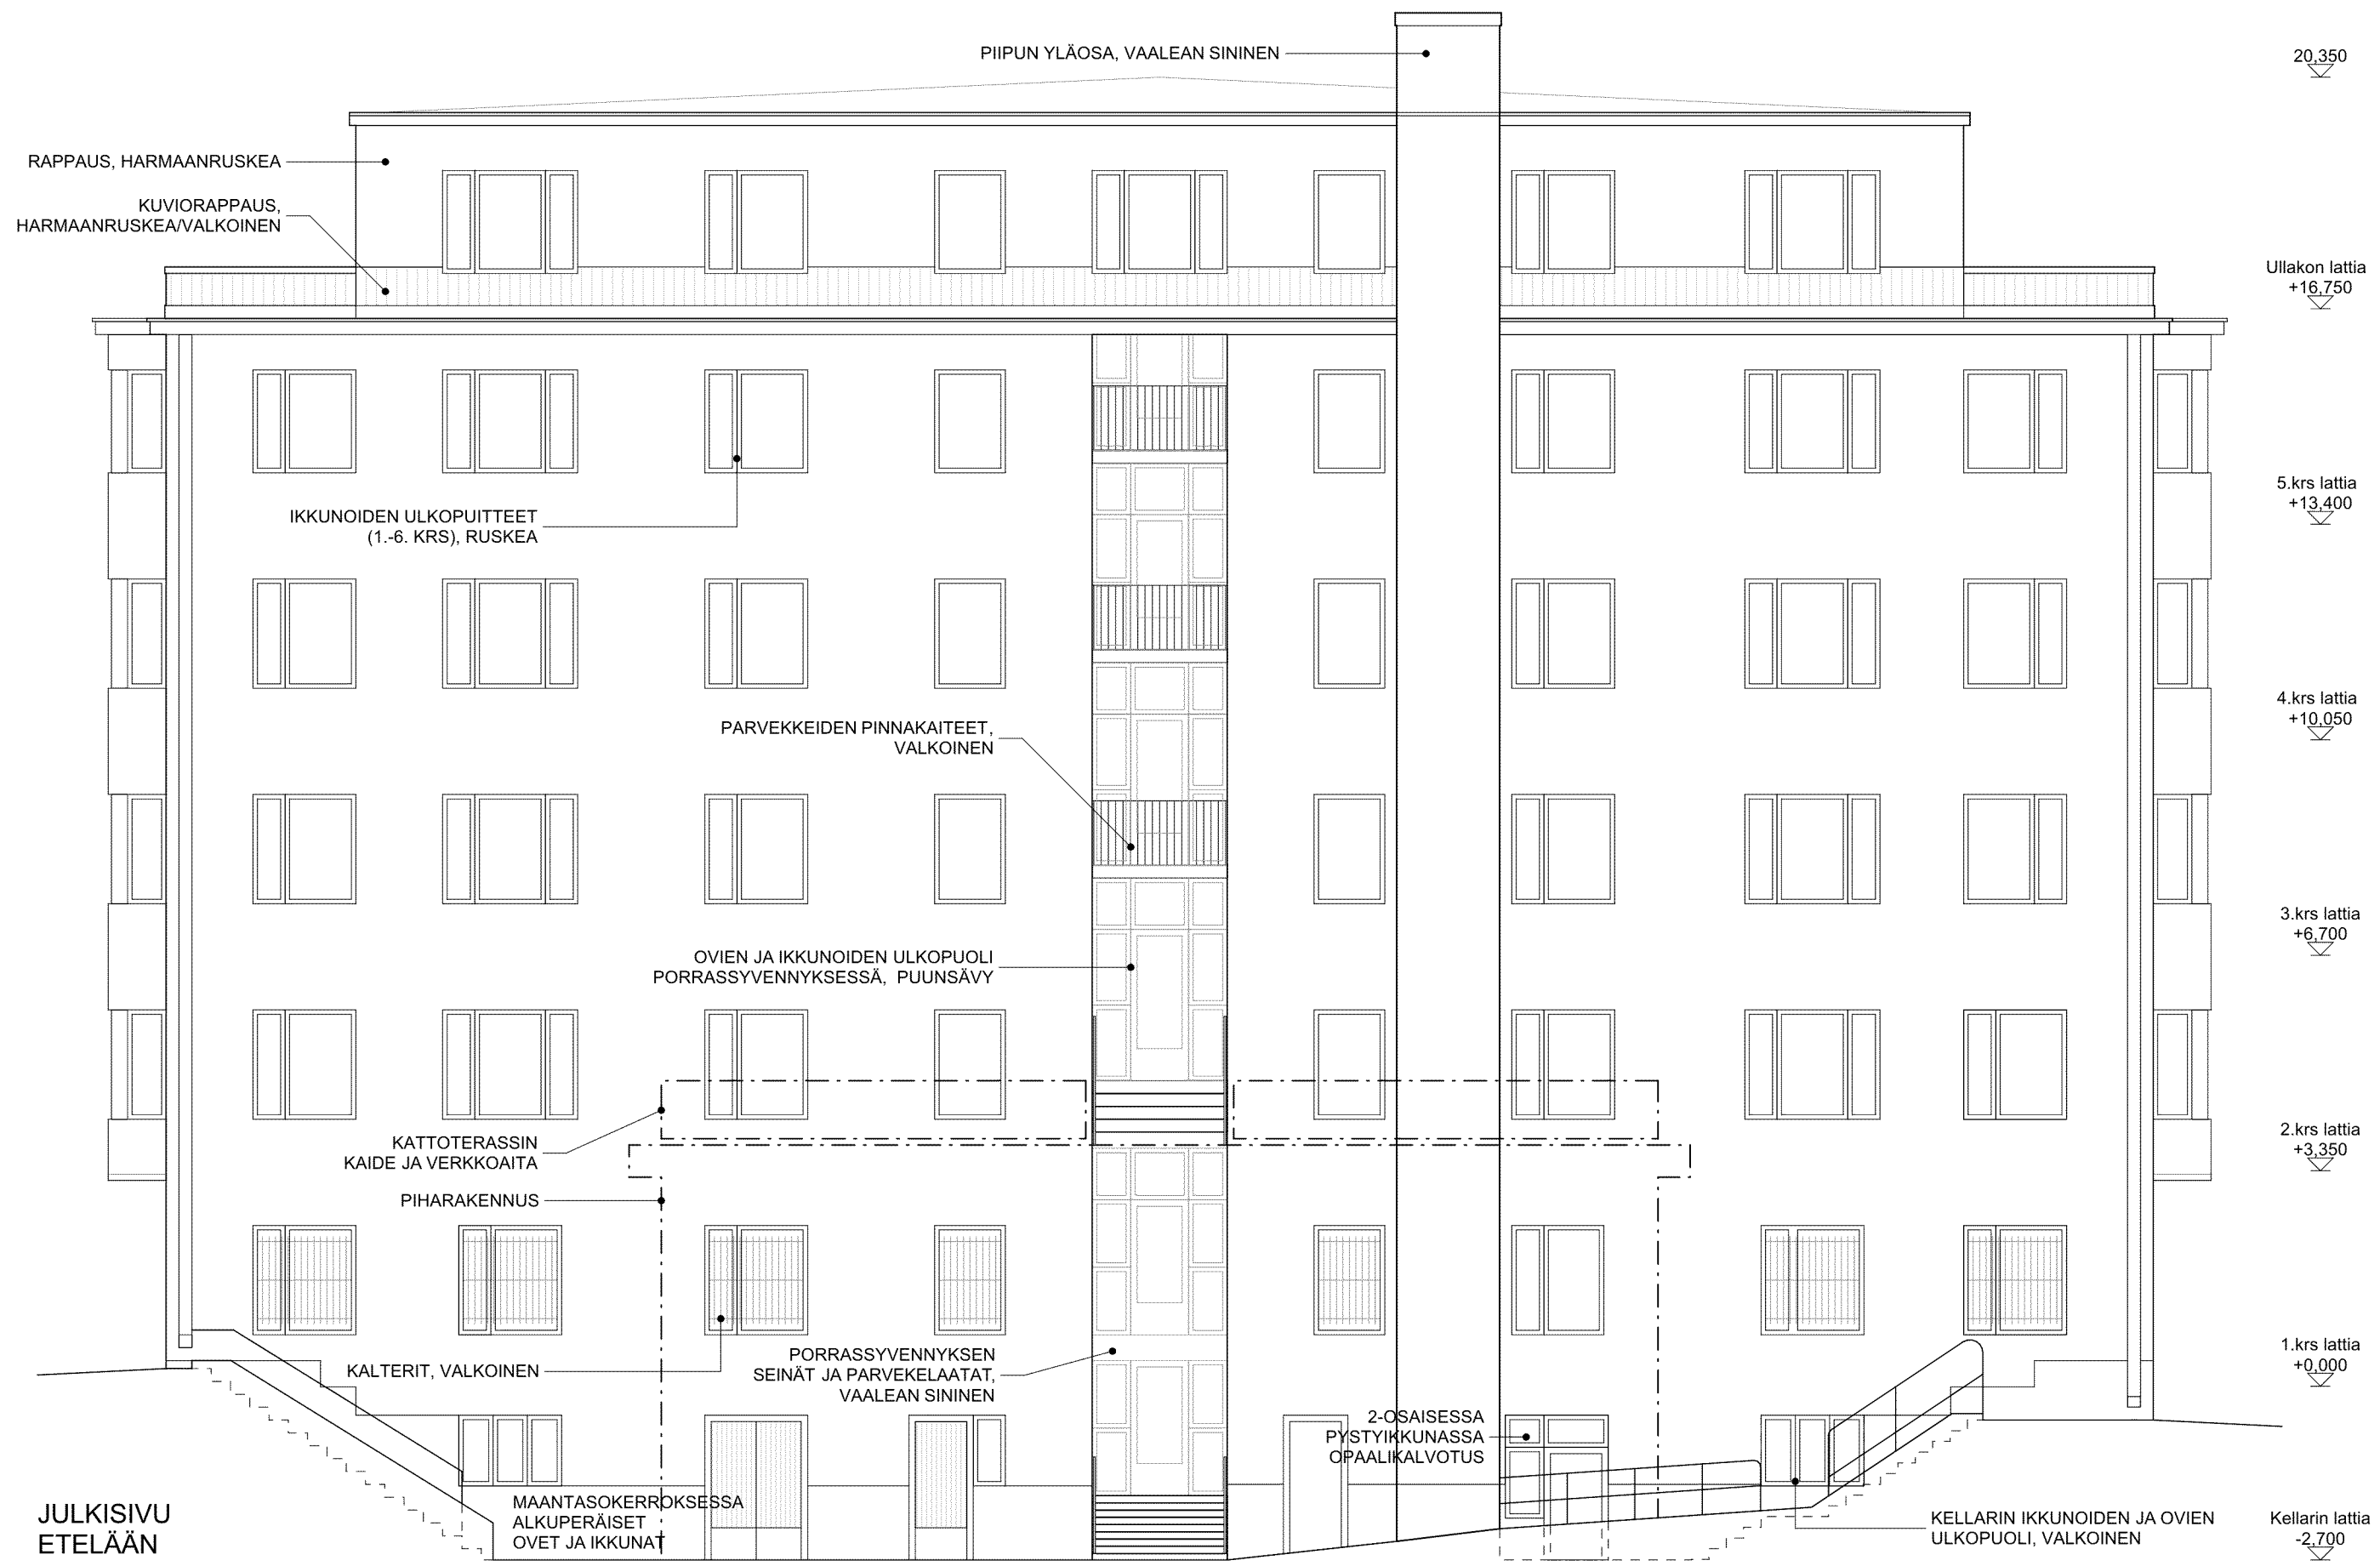 PIIPUN YLÄOSA, VAALEAN SININEN
20,350
RAPPAUS, HARMAANRUSKEA
KUVIORAPPAUS,
HARMAANRUSKEA/VALKOINEN
Ullakon lattia
+16,750
5.krs lattia
+13,400
IKKUNOIDEN ULKOPUITTEET
(1.-6. KRS), RUSKEA
4.krs lattia
+10,050
PARVEKKEIDEN PINNAKAITEET,
VALKOINEN
3.krs lattia
+6,700
OVIEN JA IKKUNOIDEN ULKOPUOLI
PORRASSYVENNYKSESSÄ, PUUNSÄVY
2.krs lattia
+3,350
KATTOTERASSIN
KAIDE JA VERKKOAITA
PIHARAKENNUS
1.krs lattia
+0,000
KALTERIT, VALKOINEN
PORRASSYVENNYKSEN
SEINÄT JA PARVEKELAATAT,
VAALEAN SININEN
2-OSAISESSA
PYSTYIKKUNASSA
OPAALIKALVOTUS
JULKISIVU
ETELÄÄN
MAANTASOKERROKSESSA
ALKUPERÄISET
OVET JA IKKUNAT
KELLARIN IKKUNOIDEN JA OVIEN
ULKOPUOLI, VALKOINEN
Kellarin lattia
-2,700